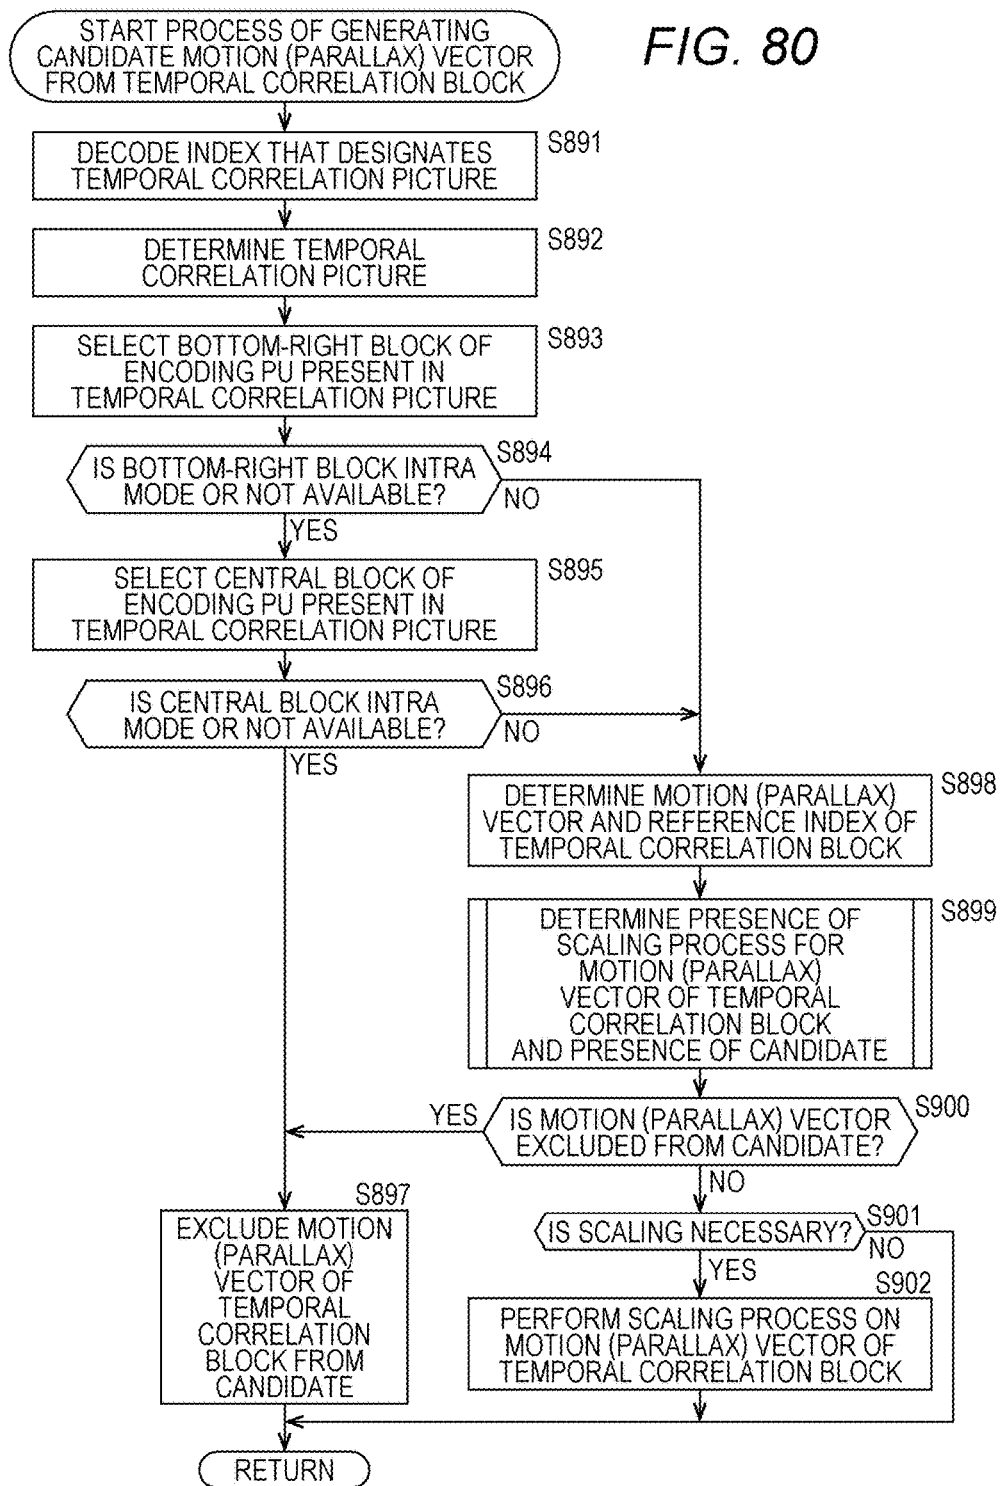 START PROCESS OF GENERATING
CANDIDATE MOTION (PARALLAX) VECTOR
FROM TEMPORAL CORRELATION BLOCK
FIG. 80
S891
DECODE INDEX THAT DESIGNATES
TEMPORAL CORRELATION PICTURE
S892
DETERMINE TEMPORAL
CORRELATION PICTURE
S893
SELECT BOTTOM-RIGHT BLOCK OF
ENCODING PU PRESENT IN
TEMPORAL CORRELATION PICTURE
S894
IS BOTTOM-RIGHT BLOCK INTRA
MODE OR NOT AVAILABLE?
NO
YES
S895
SELECT CENTRAL BLOCK OF
ENCODING PU PRESENT IN
TEMPORAL CORRELATION PICTURE
S896
IS CENTRAL BLOCK INTRA
MODE OR NOT AVAILABLE?
NO
YES
S898
DETERMINE MOTION (PARALLAX)
VECTOR AND REFERENCE INDEX OF
TEMPORAL CORRELATION BLOCK
S899
DETERMINE PRESENCE OF
SCALING PROCESS FOR
MOTION (PARALLAX)
VECTOR OF TEMPORAL
CORRELATION BLOCK
AND PRESENCE OF CANDIDATE
S900
YES
IS MOTION (PARALLAX) VECTOR
EXCLUDED FROM CANDIDATE?
NO
S897
EXCLUDE MOTION
(PARALLAX)
VECTOR OF
TEMPORAL
CORRELATION
BLOCK FROM
CANDIDATE
S901
IS SCALING NECESSARY?
NO
YES
S902
PERFORM SCALING PROCESS ON
MOTION (PARALLAX) VECTOR OF
TEMPORAL CORRELATION BLOCK
RETURN